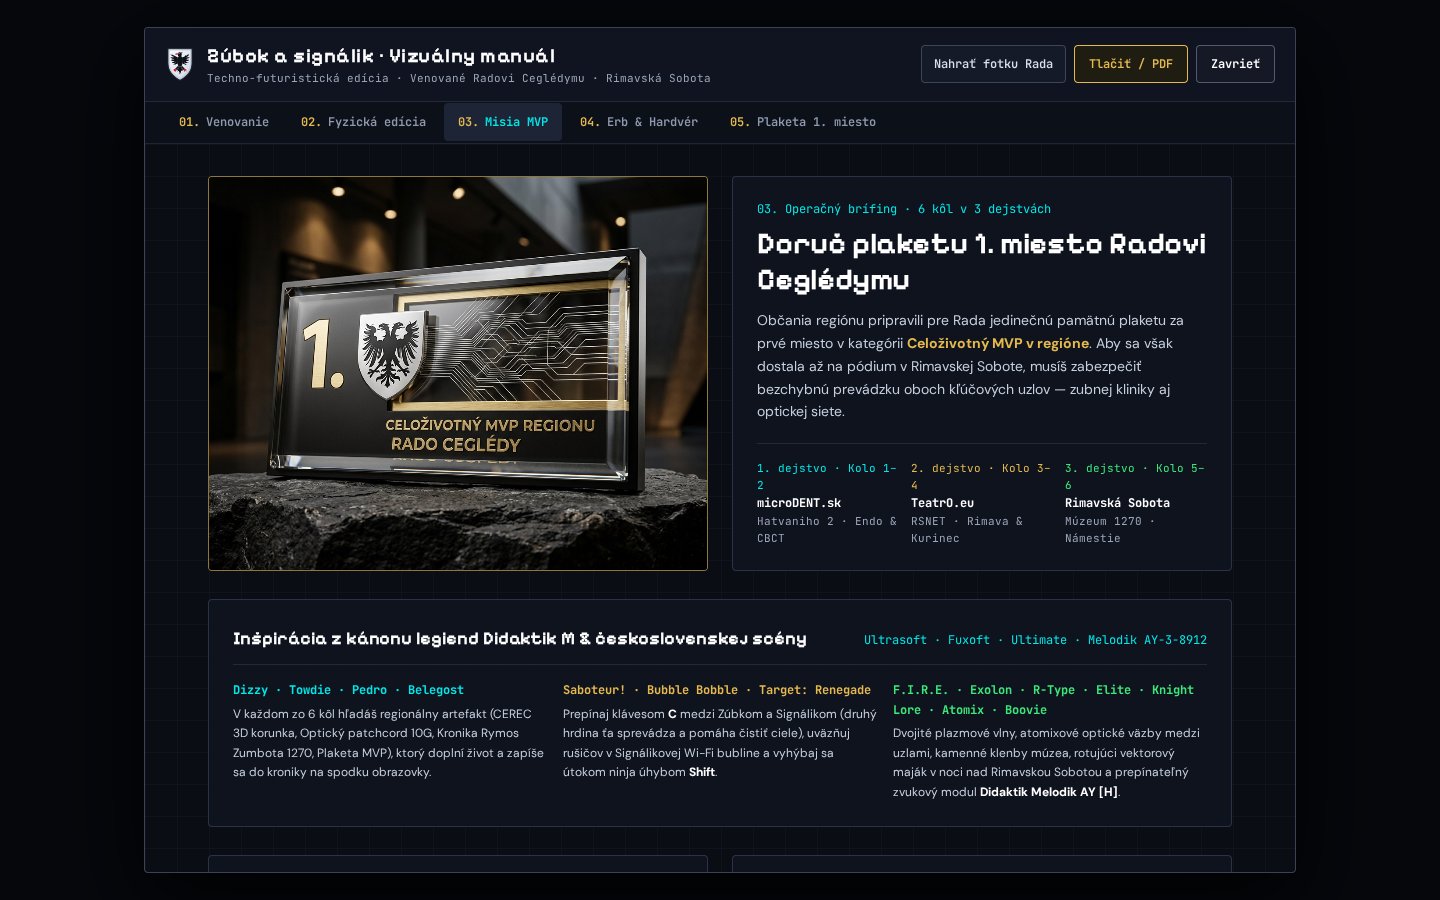 Zúbok a signálik · Vizuálny manuál
Techno-futuristická edícia · Venované Radovi Ceglédymu · Rimavská Sobota
Nahrať fotku Rada
Tlačiť / PDF
Zavrieť
01. Venovanie
02. Fyzická edícia
03. Misia MVP
04. Erb & Hardvér
05. Plaketa 1. miesto
1.
CELOŽIVOTNÝ MVP REGIONU
RADO CEGLÉDY
03. Operačný brífing · 6 kôl v 3 dejstvách
Doruč plaketu 1. miesto Radovi
Ceglédymu
Občania regiónu pripravili pre Rada jedinečnú pamätnú plaketu za
prvé miesto v kategórii Celoživotný MVP v regióne. Aby sa však
dostala až na pódium v Rimavskej Sobote, musíš zabezpečiť
bezchybnú prevádzku oboch kľúčových uzlov — zubnej kliniky aj
optickej siete.
1. dejstvo · Kolo 1–
2
microDENT.sk
Hatvaniho 2 · Endo &
CBCT
2. dejstvo · Kolo 3–
4
TeatrO.eu
RSNET · Rimava &
Kurinec
3. dejstvo · Kolo 5–
6
Rimavská Sobota
Múzeum 1270 ·
Námestie
Inšpirácia z kánonu legiend Didaktik M & československej scény
Ultrasoft · Fuxoft · Ultimate · Melodik AY-3-8912
Dizzy · Towdie · Pedro · Belegost
V každom zo 6 kôl hľadáš regionálny artefakt (CEREC
3D korunka, Optický patchcord 10G, Kronika Rymos
Zumbota 1270, Plaketa MVP), ktorý doplní život a zapíše
sa do kroniky na spodku obrazovky.
Saboteur! · Bubble Bobble · Target: Renegade
Prepínaj klávesom C medzi Zúbkom a Signálikom (druhý
hrdina ťa sprevádza a pomáha čistiť ciele), uväzňuj
rušičov v Signálikovej Wi-Fi bubline a vyhýbaj sa
útokom ninja úhybom Shift.
F.I.R.E. · Exolon · R-Type · Elite · Knight
Lore · Atomix · Boovie
Dvojité plazmové vlny, atomixové optické väzby medzi
uzlami, kamenné klenby múzea, rotujúci vektorový
maják v noci nad Rimavskou Sobotou a prepínateľný
zvukový modul Didaktik Melodik AY [H].